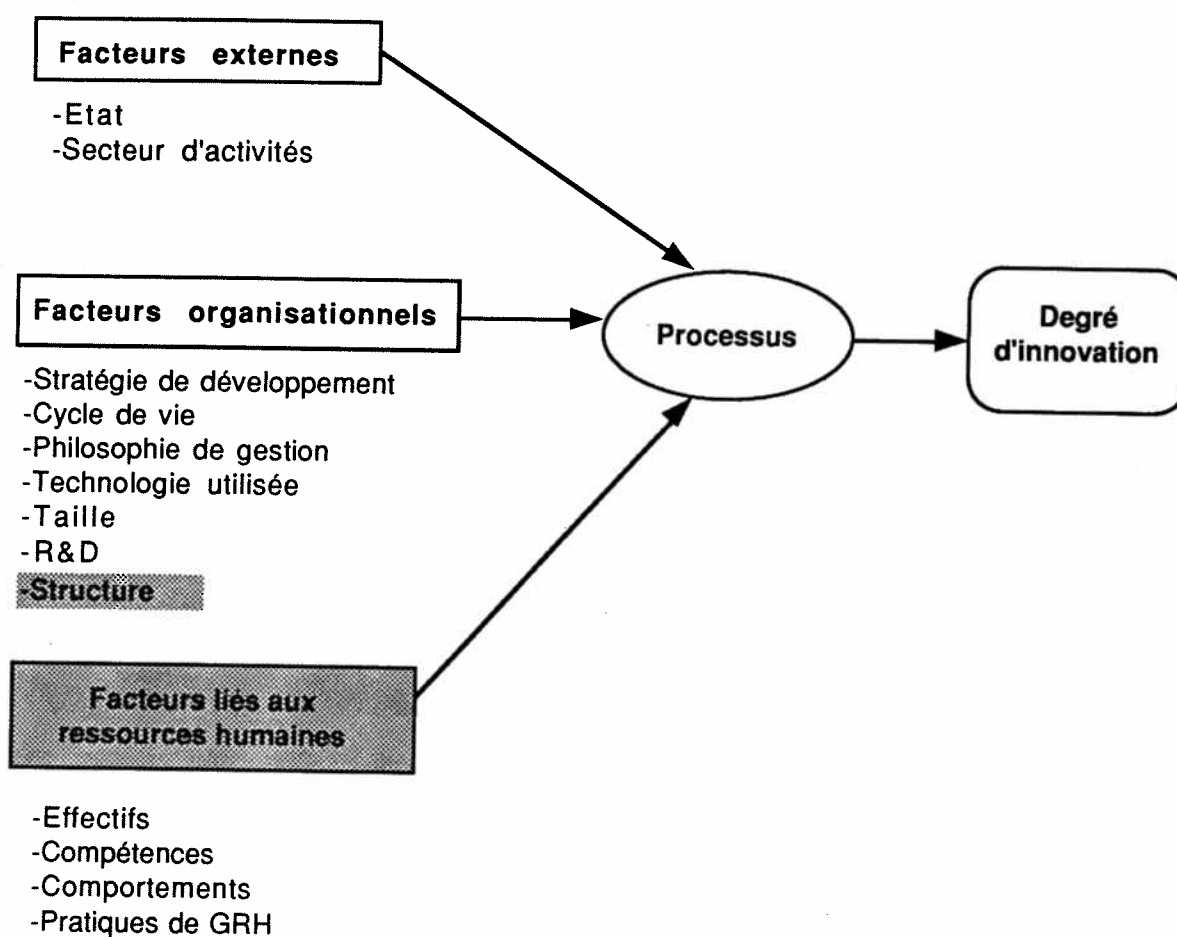 Facteurs externes
-Etat
-Secteur d'activités
Facteurs organisationnels
-Stratégie de développement
-Cycle de vie
-Philosophie de gestion
-Technologie utilisée
-Taille
-R&D
-Structure
Facteurs liés aux
ressources humaines
-Effectifs
-Compétences
-Comportements
-Pratiques de GRH
Processus
Degré
d'innovation